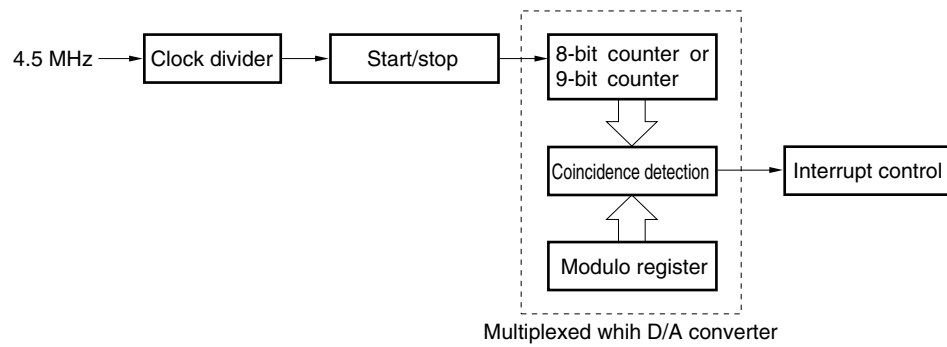 4.5 MHz
Clock divider
Start/stop
8-bit counter or
9-bit counter
Coincidence detection
Interrupt control
Modulo register
Multiplexed whih D/A converter